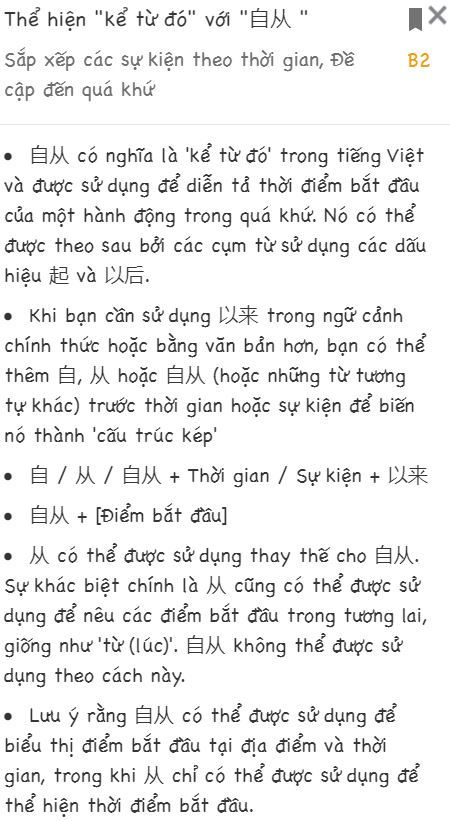 Thể hiện "kể từ đó" với "自从 "
Sắp xếp các sự kiện theo thời gian, Đề
B2
cập đến quá khứ
• 自从 có nghĩa là 'kể từ đó' trong tiếng Việt
và được sử dụng để diễn tả thời điểm bắt đầu
của một hành động trong quá khứ. Nó có thể
được theo sau bởi các cụm từ sử dụng các dấu
hiệu 起 và 以后.
• Khi bạn cần sử dụng 以来 trong ngữ cảnh
chính thức hoặc bằng văn bản hơn, bạn có thể
thêm 自, 从 hoặc 自从 (hoặc những từ tương
tự khác) trước thời gian hoặc sự kiện để biến
nó thành 'cấu trúc kép'
• 自 / 从 / 自从 + Thời gian / Sự kiện + 以来
• 自从 + [Điểm bắt đầu]
• 从 có thể được sử dụng thay thế cho 自从.
Sự khác biệt chính là 从 cũng có thể được sử
dụng để nêu các điểm bắt đầu trong tương lai,
giống như 'từ (lúc)'. 自从 không thể được sử
dụng theo cách này.
• Lưu ý rằng 自从 có thể được sử dụng để
biểu thị điểm bắt đầu tại địa điểm và thời
gian, trong khi 从 chỉ có thể được sử dụng để
thể hiện thời điểm bắt đầu.